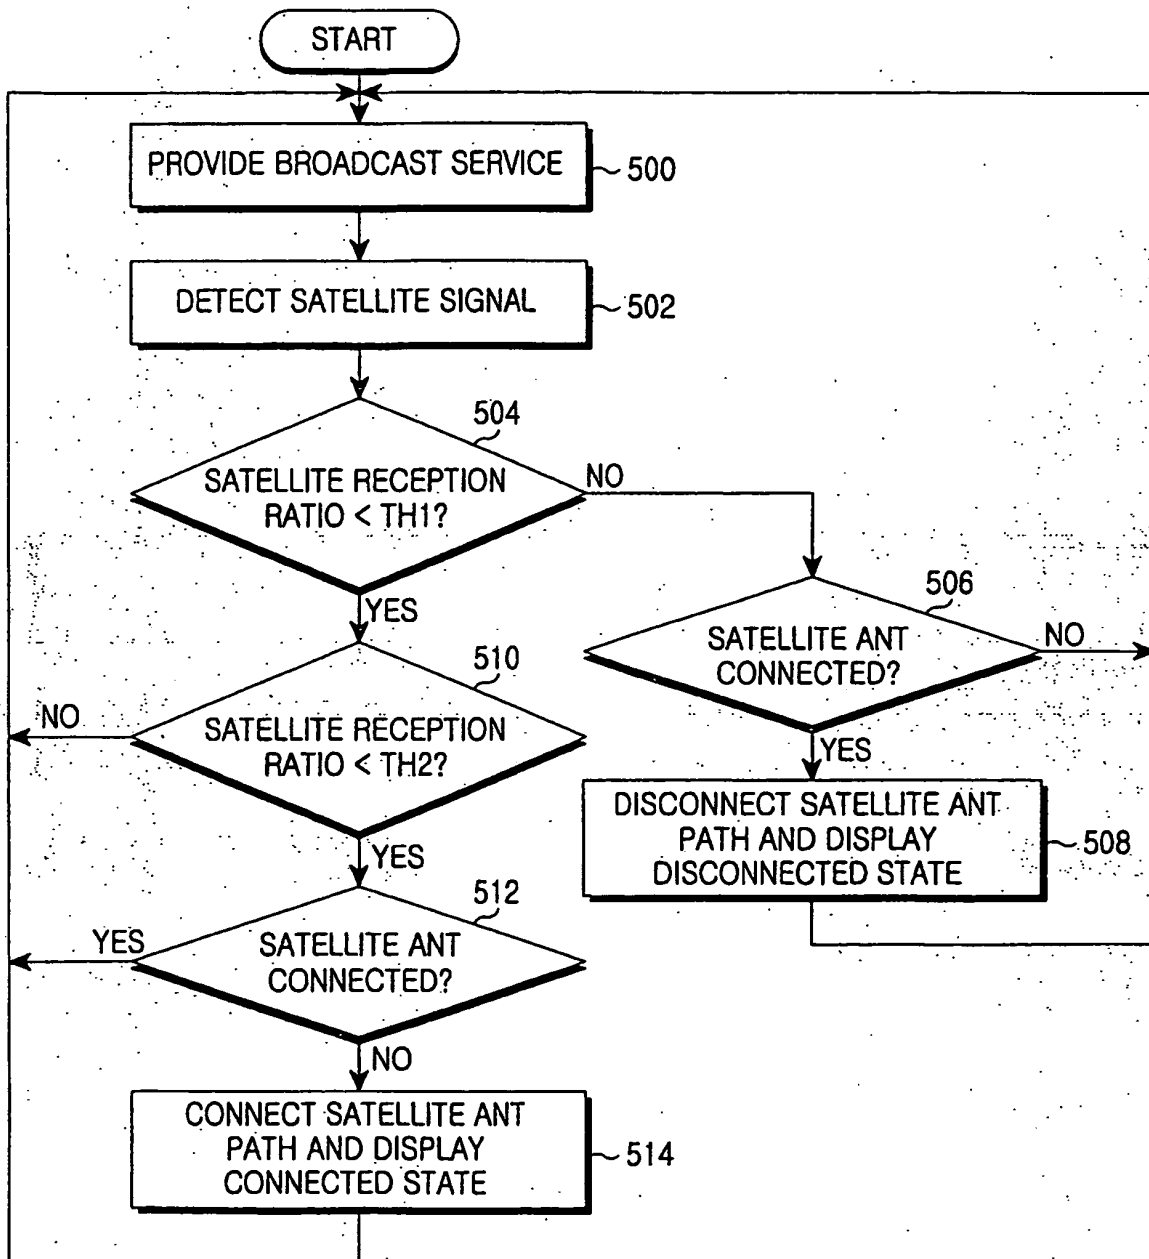 START
PROVIDE BROADCAST SERVICE
500
DETECT SATELLITE SIGNAL
502
504
SATELLITE RECEPTION
RATIO < TH1?
NO
YES
506
SATELLITE ANT
CONNECTED?
NO
YES
510
SATELLITE RECEPTION
RATIO < TH2?
NO
YES
DISCONNECT SATELLITE ANT
PATH AND DISPLAY
DISCONNECTED STATE
508
512
SATELLITE ANT
CONNECTED?
YES
NO
CONNECT SATELLITE ANT
PATH AND DISPLAY
CONNECTED STATE
514